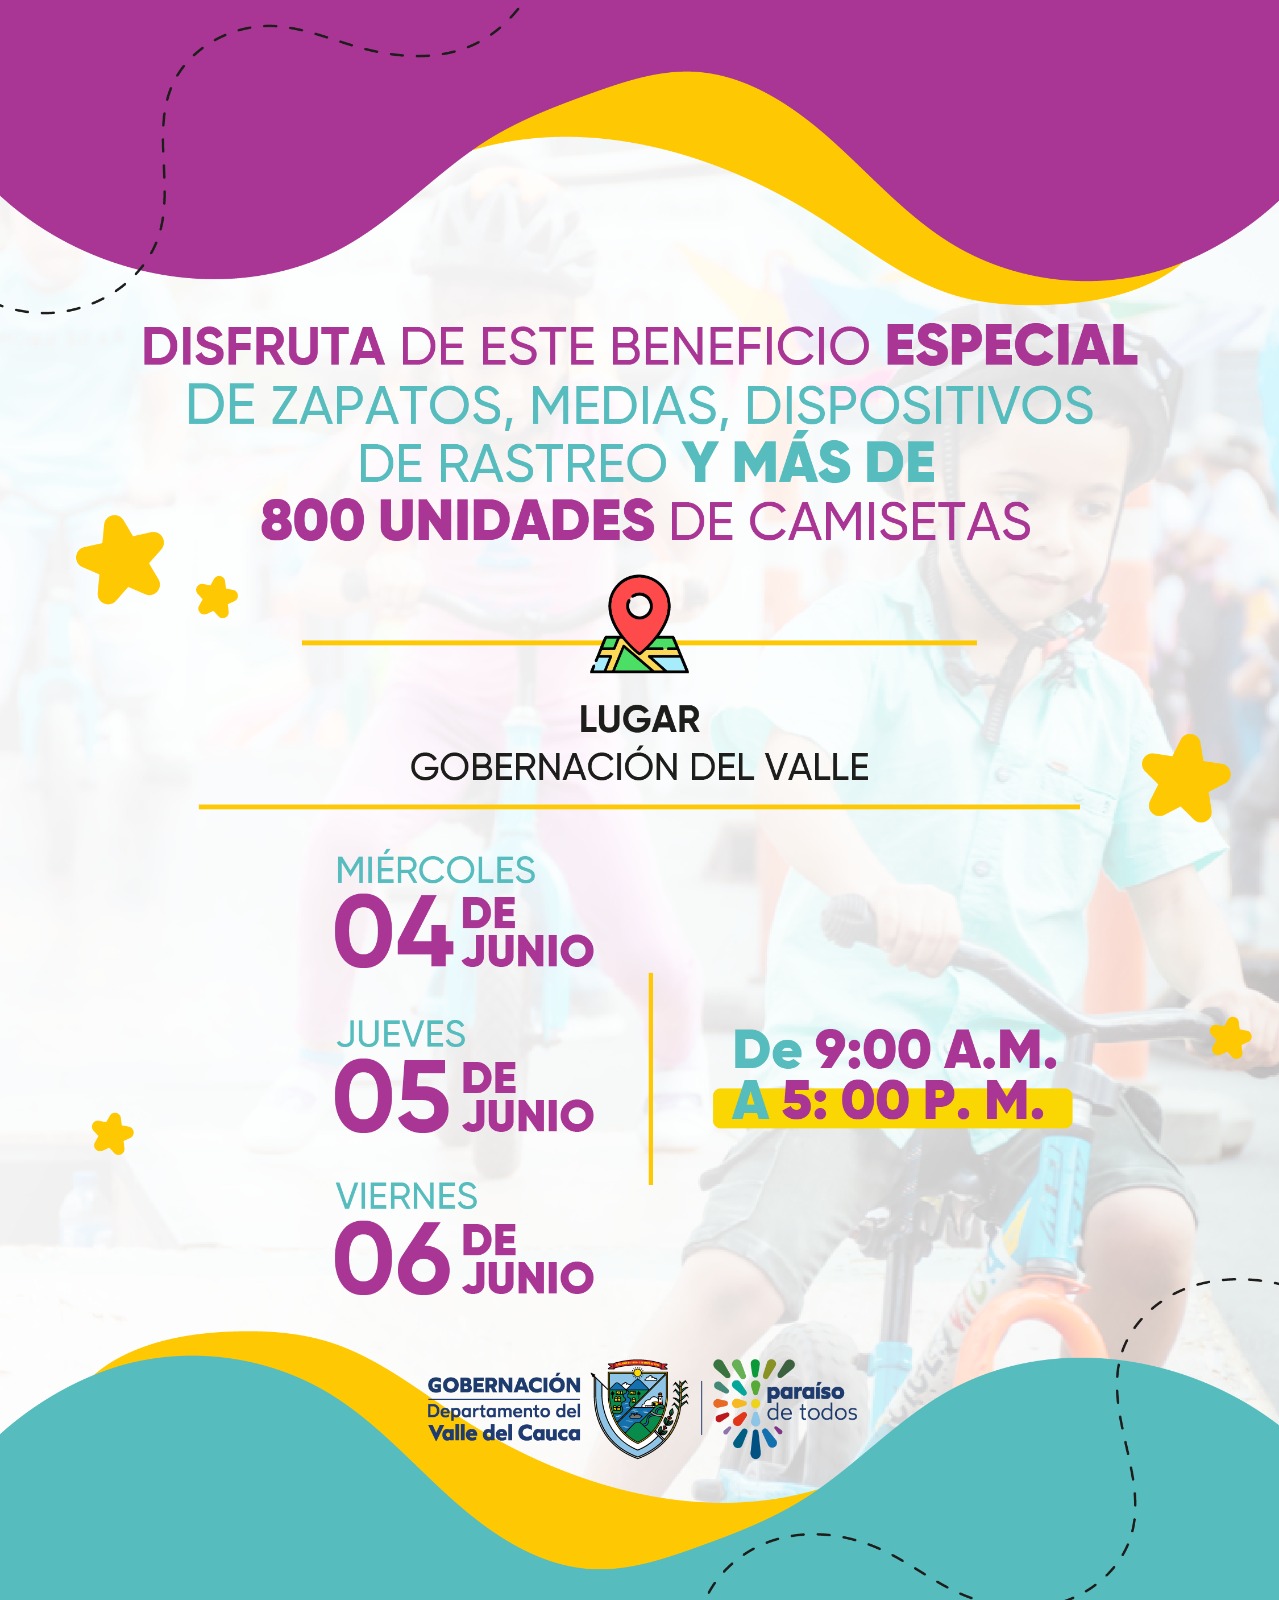 DISFRUTA DE ESTE BENEFICIO ESPECIAL
DE ZAPATOS, MEDIAS, DISPOSITIVOS
DE RASTREO Y MÁS DE
800 UNIDADES DE CAMISETAS
LUGAR
GOBERNACIÓN DEL VALLE
MIÉRCOLES
04 DE JUNIO
JUEVES
05 DE JUNIO
VIERNES
06 DE JUNIO
De 9:00 A.M.
A 5: 00 P. M.
GOBERNACIÓN
Departamento del
Valle del Cauca
paraíso
de todos